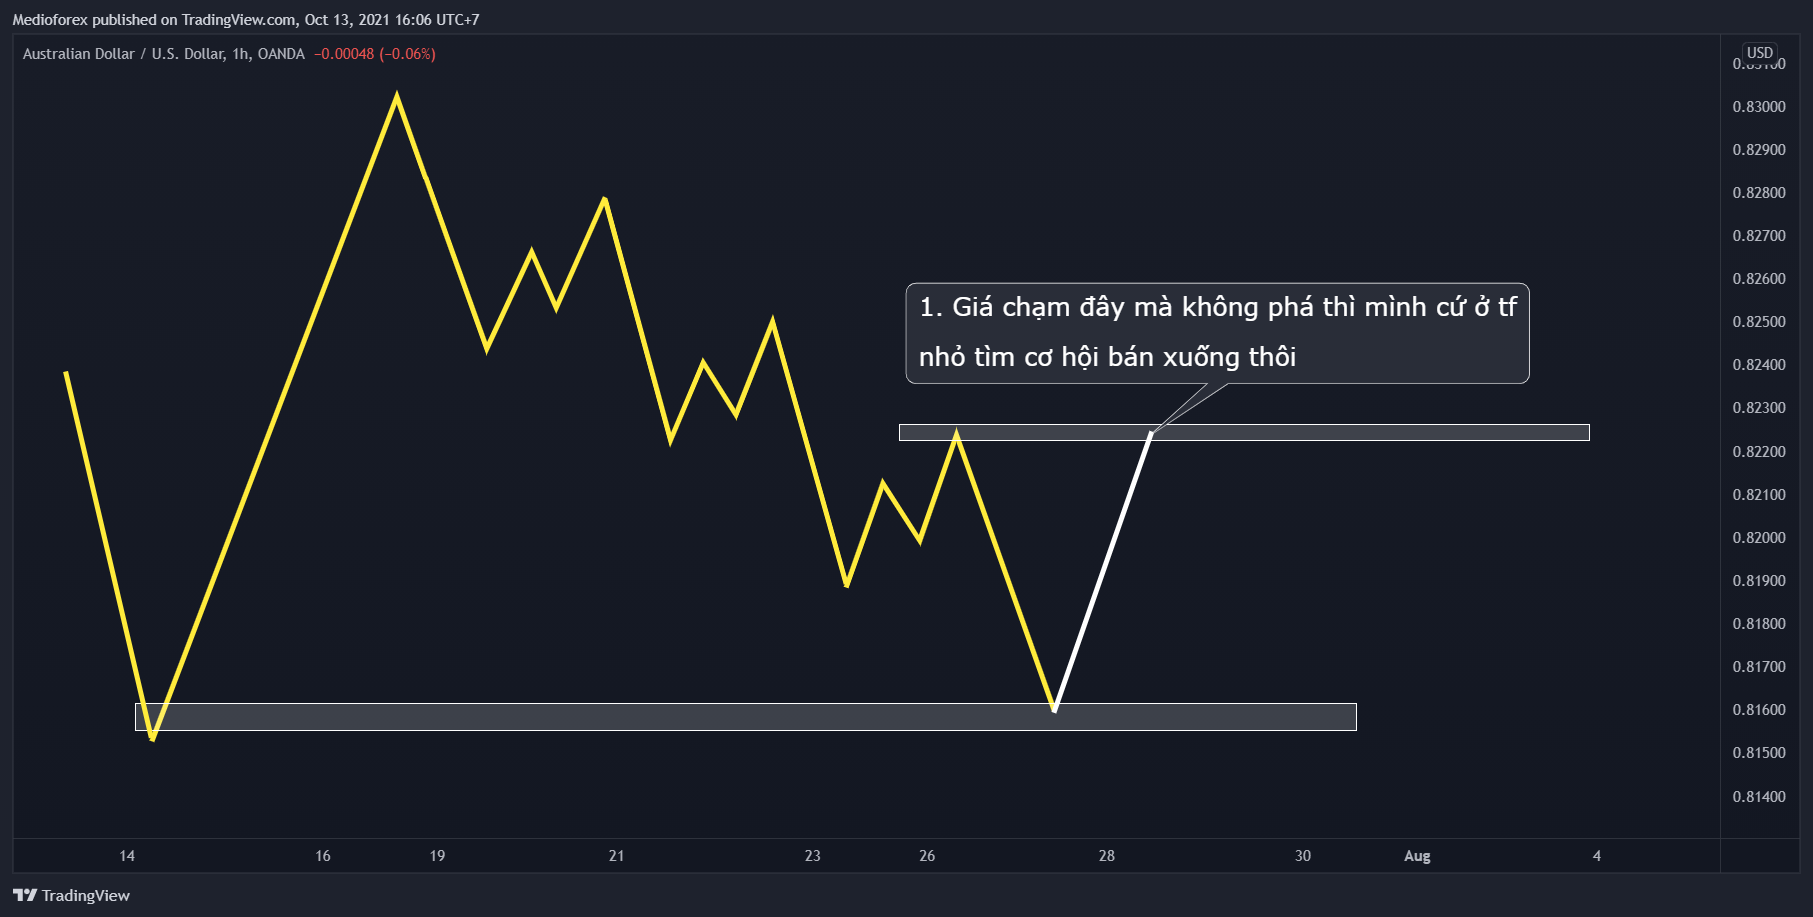 Medioforex published on TradingView.com, Oct 13, 2021 16:06 UTC+7
Australian Dollar / U.S. Dollar, 1h, OANDA −0.00048 (−0.06%)
USD
0.83000
0.82900
0.82800
0.82700
0.82600
0.82500
0.82400
0.82300
0.82200
0.82100
0.82000
0.81900
0.81800
0.81700
0.81600
0.81500
0.81400
1. Giá chạm đây mà không phá thì mình cứ ở tf
nhỏ tìm cơ hội bán xuống thôi
14 16 19 21 23 26 28 30 Aug 4
TradingView